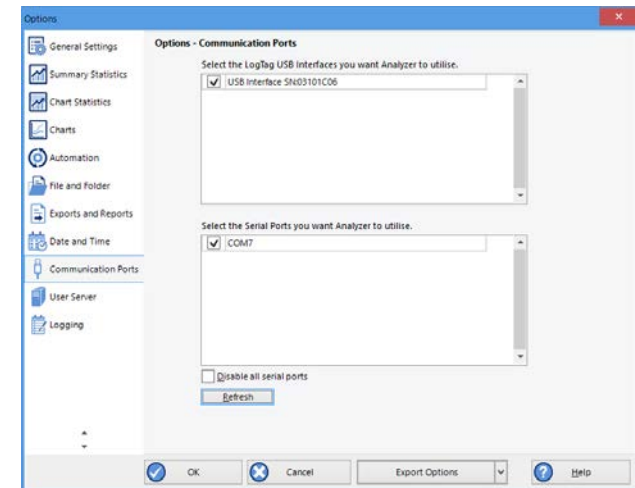 Options
General Settings
Summary Statistics
Chart Statistics
Charts
Automation
File and Folder
Exports and Reports
Date and Time
Communication Ports
User Server
Logging
Options - Communication Ports
Select the LogTag USB Interfaces you want Analyzer to utilise.
USB Interface SN:03101C06
Select the Serial Ports you want Analyzer to utilise.
COM7
Disable all serial ports
Refresh
OK
Cancel
Export Options
Help